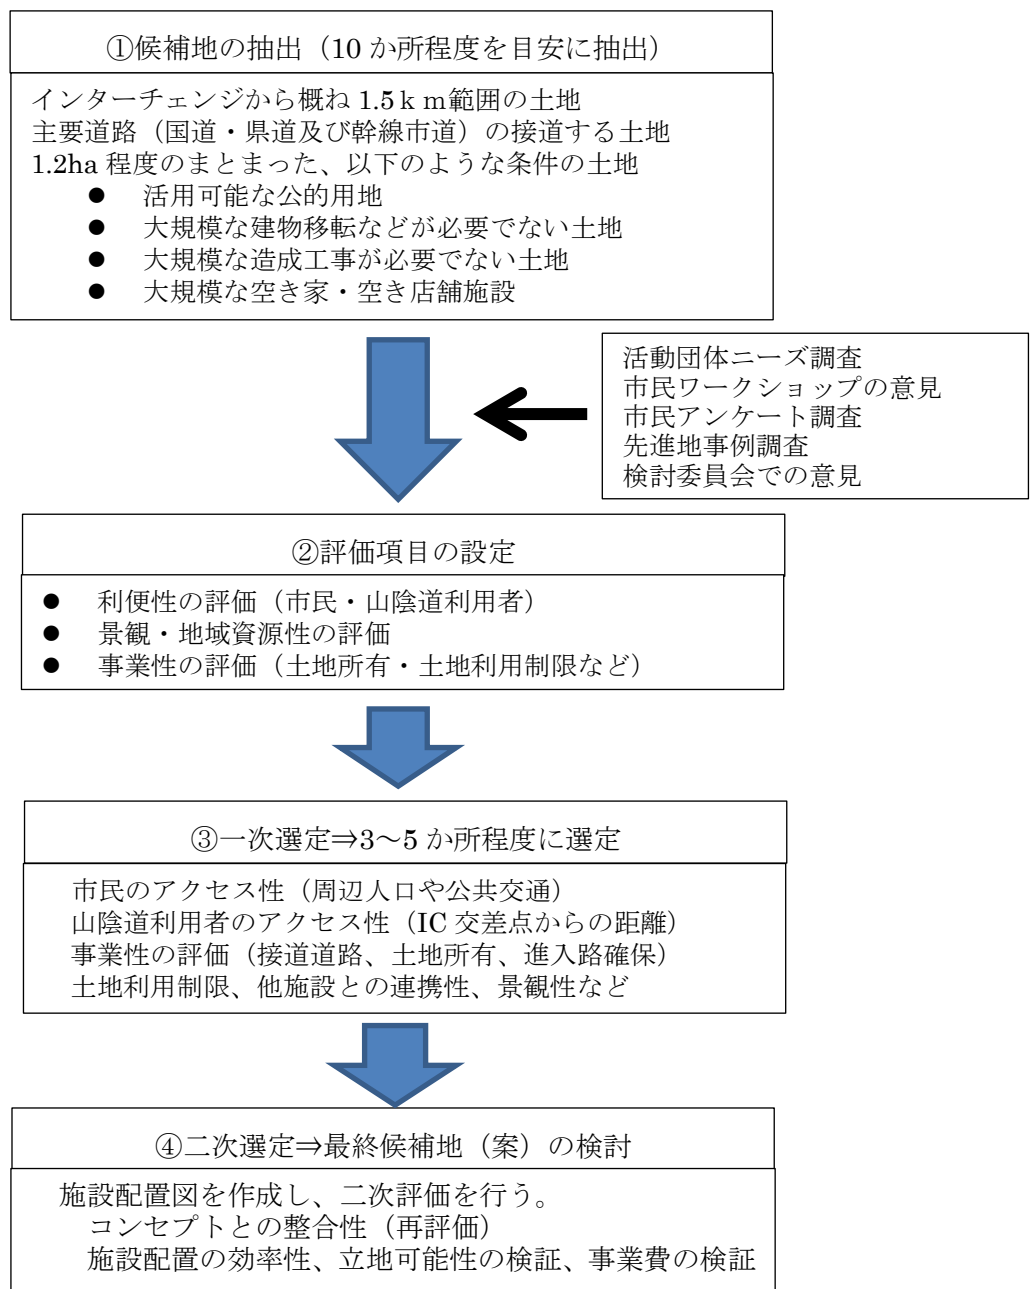 ①候補地の抽出（10 か所程度を目安に抽出）
インターチェンジから概ね 1.5ｋｍ範囲の土地
主要道路（国道・県道及び幹線市道）の接道する土地
1.2ha 程度のまとまった、以下のような条件の土地
● 活用可能な公的用地
● 大規模な建物移転などが必要でない土地
● 大規模な造成工事が必要でない土地
● 大規模な空き家・空き店舗施設
活動団体ニーズ調査
市民ワークショップの意見
市民アンケート調査
先進地事例調査
検討委員会での意見
②評価項目の設定
● 利便性の評価（市民・山陰道利用者）
● 景観・地域資源性の評価
● 事業性の評価（土地所有・土地利用制限など）
③一次選定⇒3～5 か所程度に選定
市民のアクセス性（周辺人口や公共交通）
山陰道利用者のアクセス性（IC 交差点からの距離）
事業性の評価（接道道路、土地所有、進入路確保）
土地利用制限、他施設との連携性、景観性など
④二次選定⇒最終候補地（案）の検討
施設配置図を作成し、二次評価を行う。
コンセプトとの整合性（再評価）
施設配置の効率性、立地可能性の検証、事業費の検証